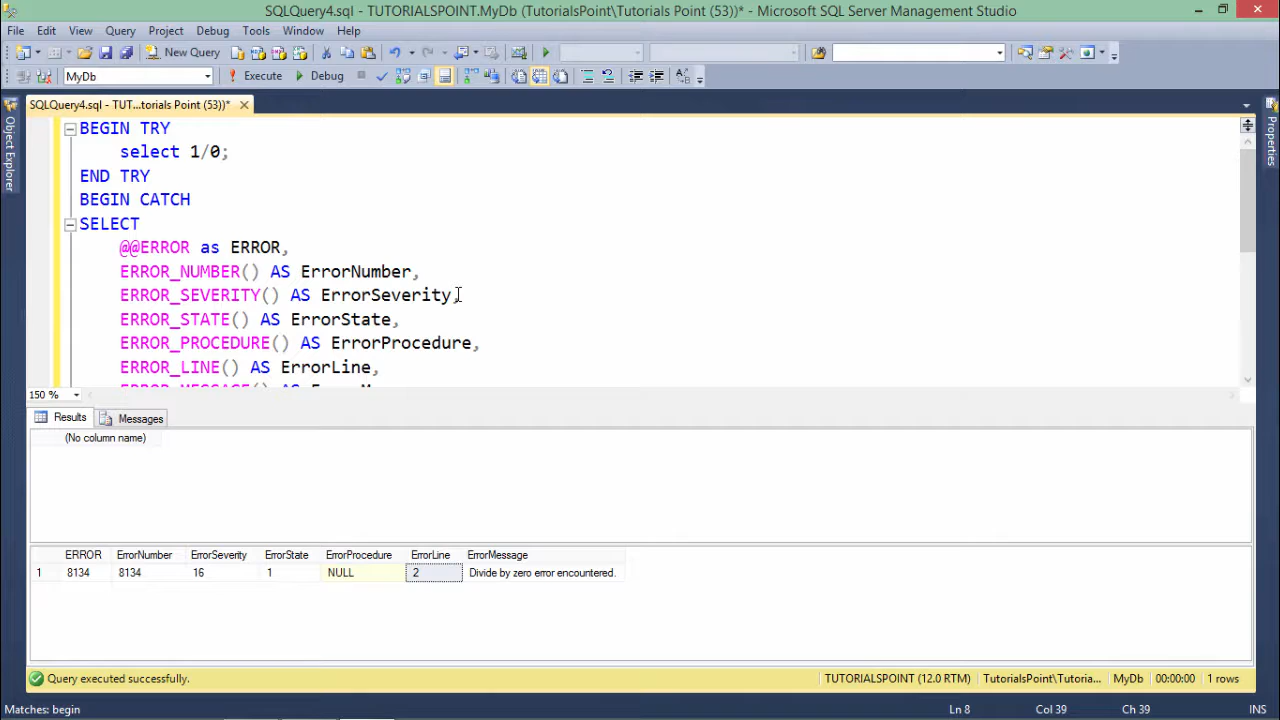 SQLQuery4.sql - TUTORIALSPOINT.MyDb (TutorialsPoint\Tutorials Point (53))* - Microsoft SQL Server Management Studio
File Edit View Query Project Debug Tools Window Help
New Query
MyDb Execute Debug
SQLQuery4.sql - TUT...torials Point (53))*
Object Explorer
Properties
BEGIN TRY
select 1/0;
END TRY
BEGIN CATCH
SELECT
@@ERROR as ERROR,
ERROR_NUMBER() AS ErrorNumber,
ERROR_SEVERITY() AS ErrorSeverity,
ERROR_STATE() AS ErrorState,
ERROR_PROCEDURE() AS ErrorProcedure,
ERROR_LINE() AS ErrorLine,
150 %
Results Messages
(No column name)
ERROR ErrorNumber ErrorSeverity ErrorState ErrorProcedure ErrorLine ErrorMessage
1 8134 8134 16 1 NULL 2 Divide by zero error encountered.
Query executed successfully. TUTORIALSPOINT (12.0 RTM) TutorialsPoint\Tutoria... MyDb 00:00:00 1 rows
Matches: begin Ln 8 Col 39 Ch 39 INS